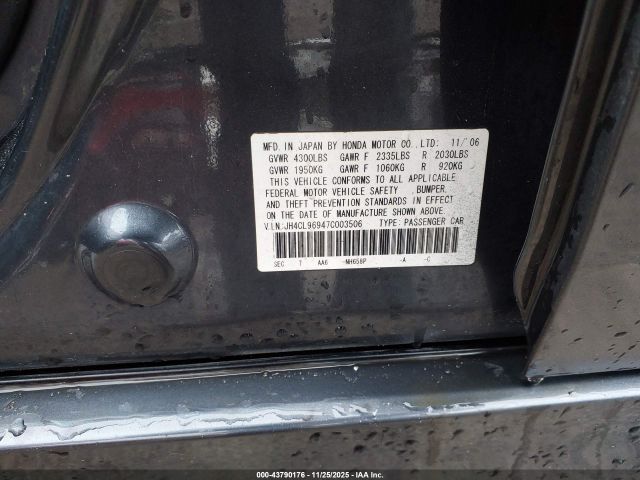 MFD. IN JAPAN BY HONDA MOTOR CO., LTD: 11/'06
GVWR 4300LBS GAWR F 2335LBS R 2030LBS
GVWR 1950KG GAWR F 1060KG R 920KG
THIS VEHICLE CONFORMS TO ALL APPLICABLE
FEDERAL MOTOR VEHICLE SAFETY , BUMPER,
AND THEFT PREVENTION STANDARDS IN EFFECT
ON THE DATE OF MANUFACTURE SHOWN ABOVE.
V.I.N:JH4CL96947C003506 TYPE: PASSENGER CAR
SEC T AA6 -NH658P -A -C
000-43790176 - 11/25/2025 - IAAI, INC.